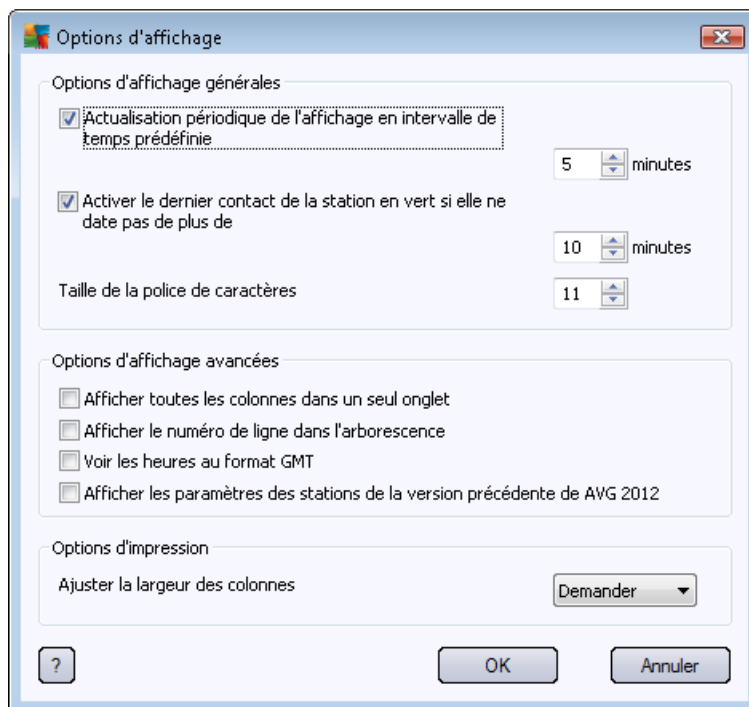 Options d'affichage
Options d'affichage générales
Actualisation périodique de l'affichage en intervalle de
temps prédéfinie
5 minutes
Activer le dernier contact de la station en vert si elle ne
date pas de plus de
10 minutes
Taille de la police de caractères 11
Options d'affichage avancées
Afficher toutes les colonnes dans un seul onglet
Afficher le numéro de ligne dans l'arborescence
Voir les heures au format GMT
Afficher les paramètres des stations de la version précédente de AVG 2012
Options d'impression
Ajuster la largeur des colonnes Demander
? OK Annuler